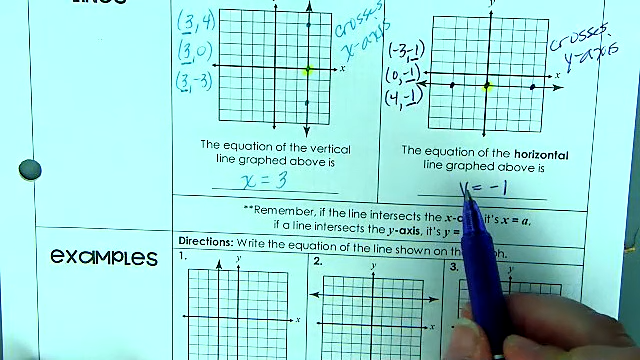 (3, 4)
(3, 0)
(3, -3)
crosses
x-axis
x
(-3, -1)
(0, -1)
(4, -1)
crosses
y-axis
x
The equation of the vertical
line graphed above is
x = 3
The equation of the horizontal
line graphed above is
y = -1
**Remember, if the line intersects the it's x = a,
if a line intersects the y-axis, it's y =
EXAMPLES
Directions: Write the equation of the line shown on the
1.
y
x
2.
y
x
3.
y